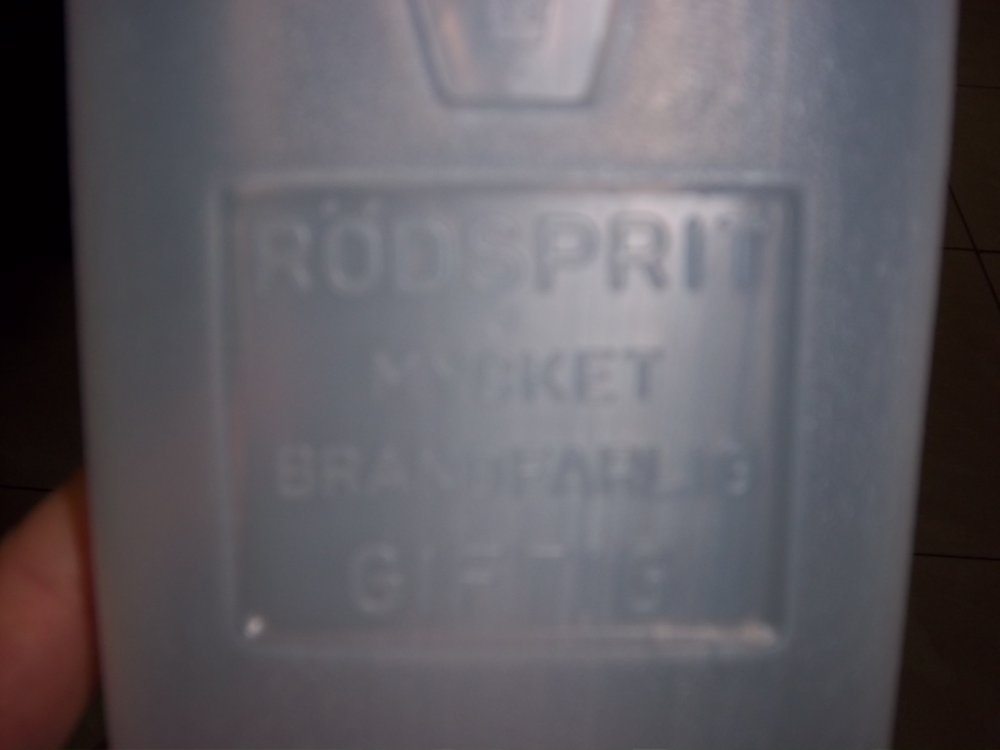 RÖDSPRIT
MYCKET
BRANDFARLIG
GIFTIG